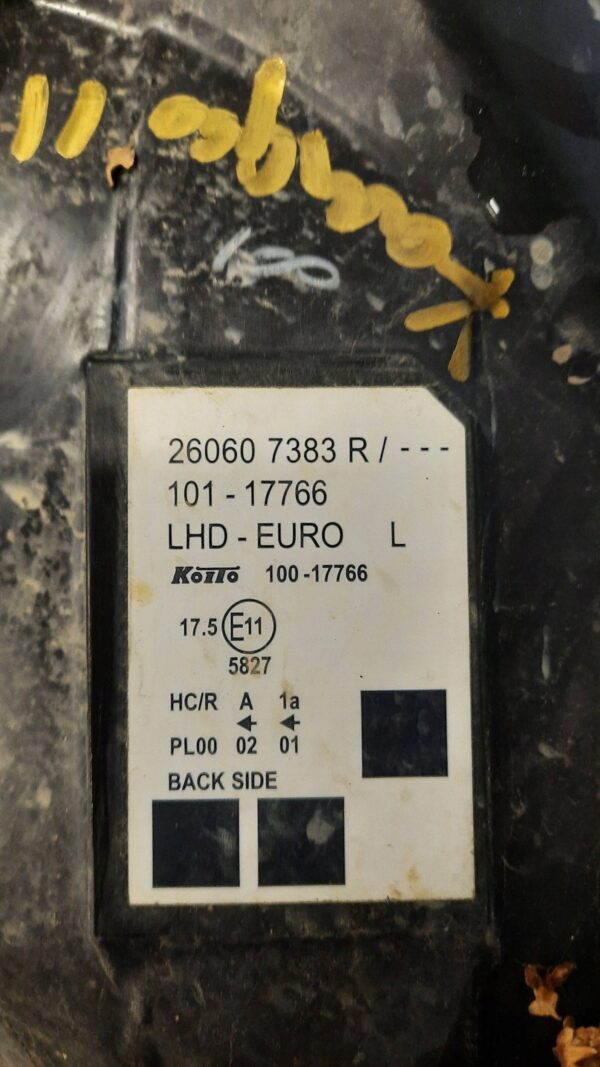 188
26060 7383 R / - - -
101 - 17766
LHD - EURO L
KOITO 100 -17766
17.5 E11
5827
HC/R A 1a
PL00 02 01
BACK SIDE